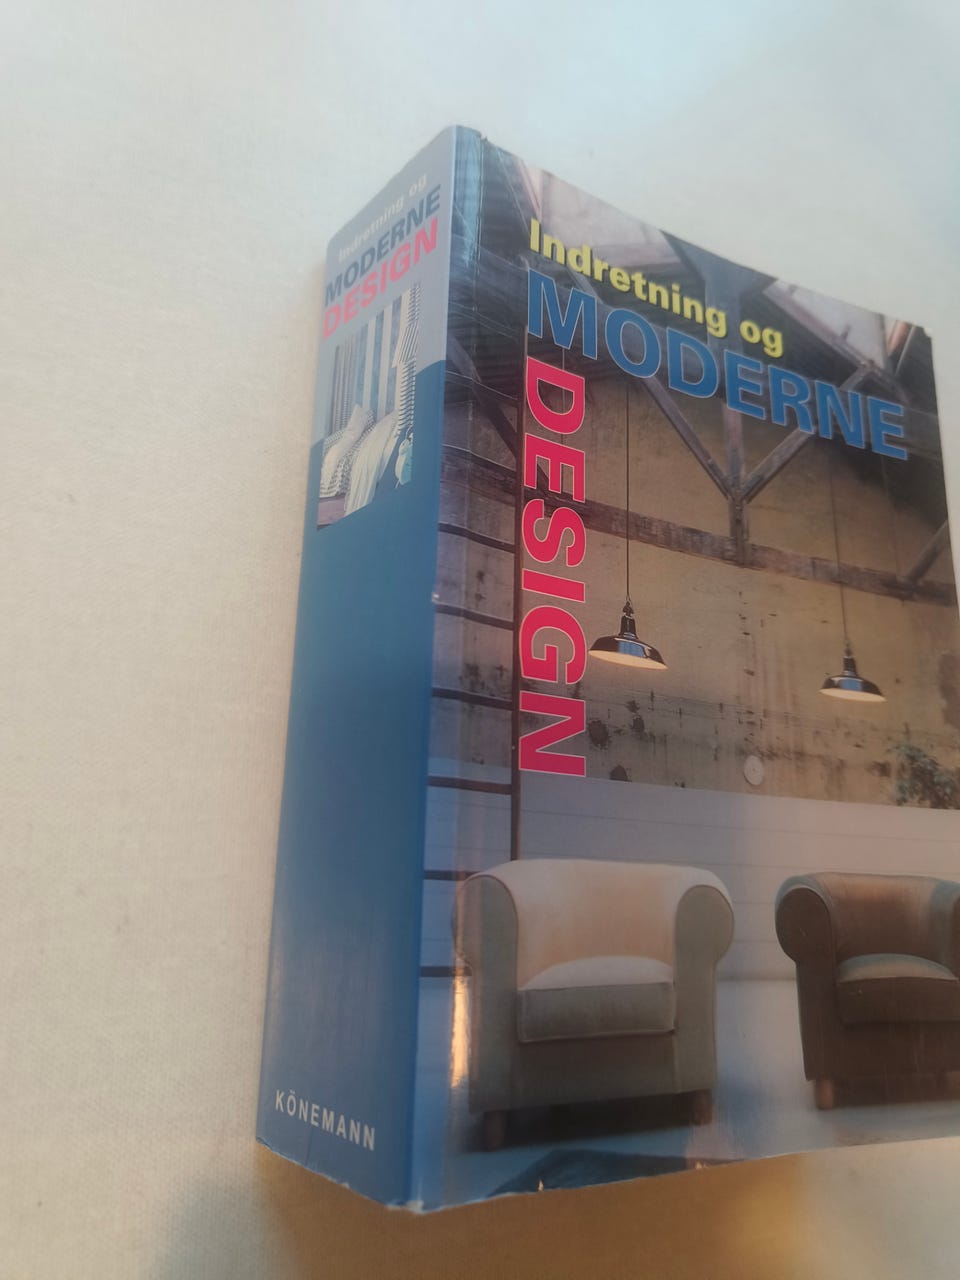 Indretning og
MODERNE
DESIGN
KÖNEMANN
Indretning og
MODERNE
DESIGN